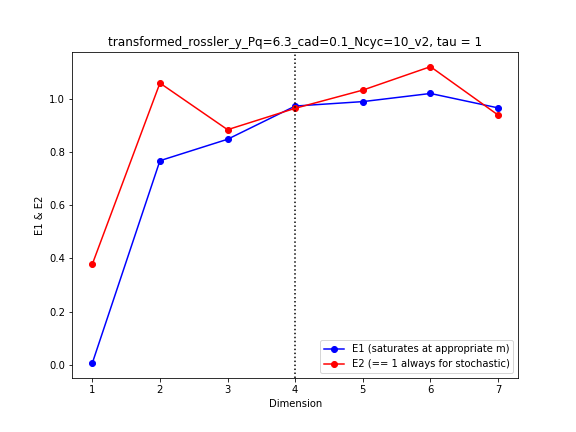 transformed_rossler_y_Pq=6.3_cad=0.1_Ncyc=10_v2, tau = 1
E1 & E2
1.0
0.8
0.6
0.4
0.2
0.0
E1 (saturates at appropriate m)
E2 (== 1 always for stochastic)
1 2 3 4 5 6 7
Dimension